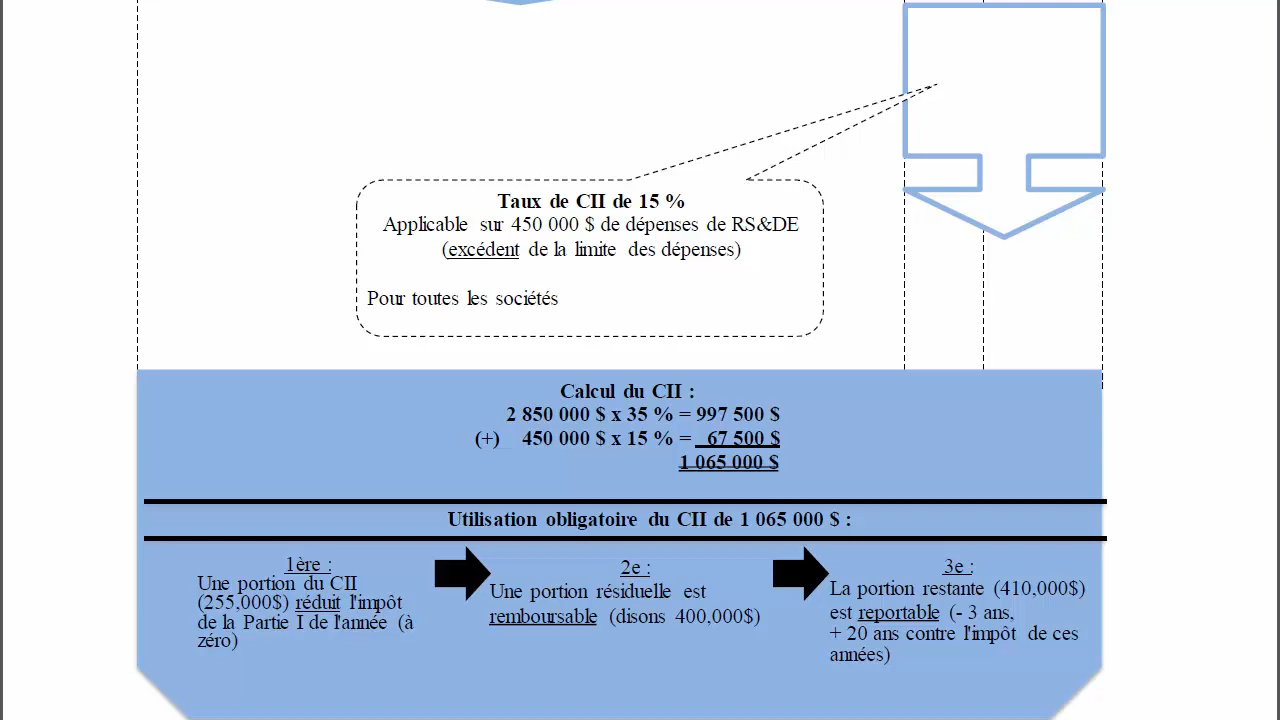 Taux de CII de 15 %
Applicable sur 450 000 $ de dépenses de RS&DE
(excédent de la limite des dépenses)
Pour toutes les sociétés
Calcul du CII :
2 850 000 $ x 35 % = 997 500 $
(+) 450 000 $ x 15 % = 67 500 $
1 065 000 $
Utilisation obligatoire du CII de 1 065 000 $ :
1ère :
Une portion du CII
(255,000$) réduit l'impôt
de la Partie I de l'année (à
zéro)
2e :
Une portion résiduelle est
remboursable (disons 400,000$)
3e :
La portion restante (410,000$)
est reportable (- 3 ans,
+ 20 ans contre l'impôt de ces
années)